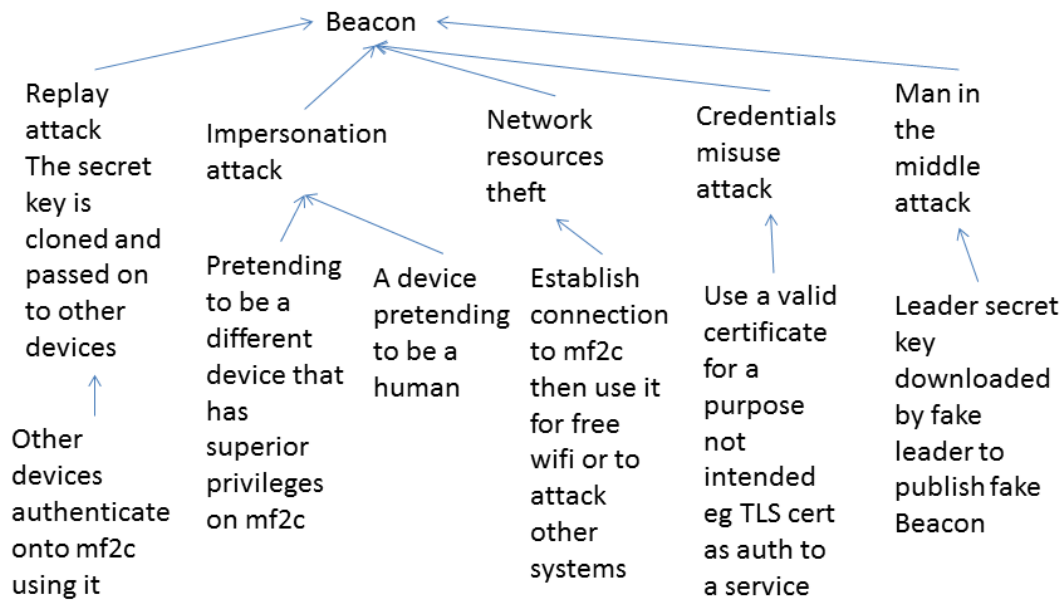 Beacon
Replay
attack
The secret
key is
cloned and
passed on
to other
devices
Other
devices
authenticate
onto mf2c
using it
Impersonation
attack
Pretending
to be a
different
device that
has
superior
privileges
on mf2c
A device
pretending
to be a
human
Network
resources
theft
Establish
connection
to mf2c
then use it
for free
wifi or to
attack
other
systems
Credentials
misuse
attack
Use a valid
certificate
for a
purpose
not
intended
eg TLS cert
as auth to
a service
Man in
the
middle
attack
Leader secret
key
downloaded
by fake
leader to
publish fake
Beacon